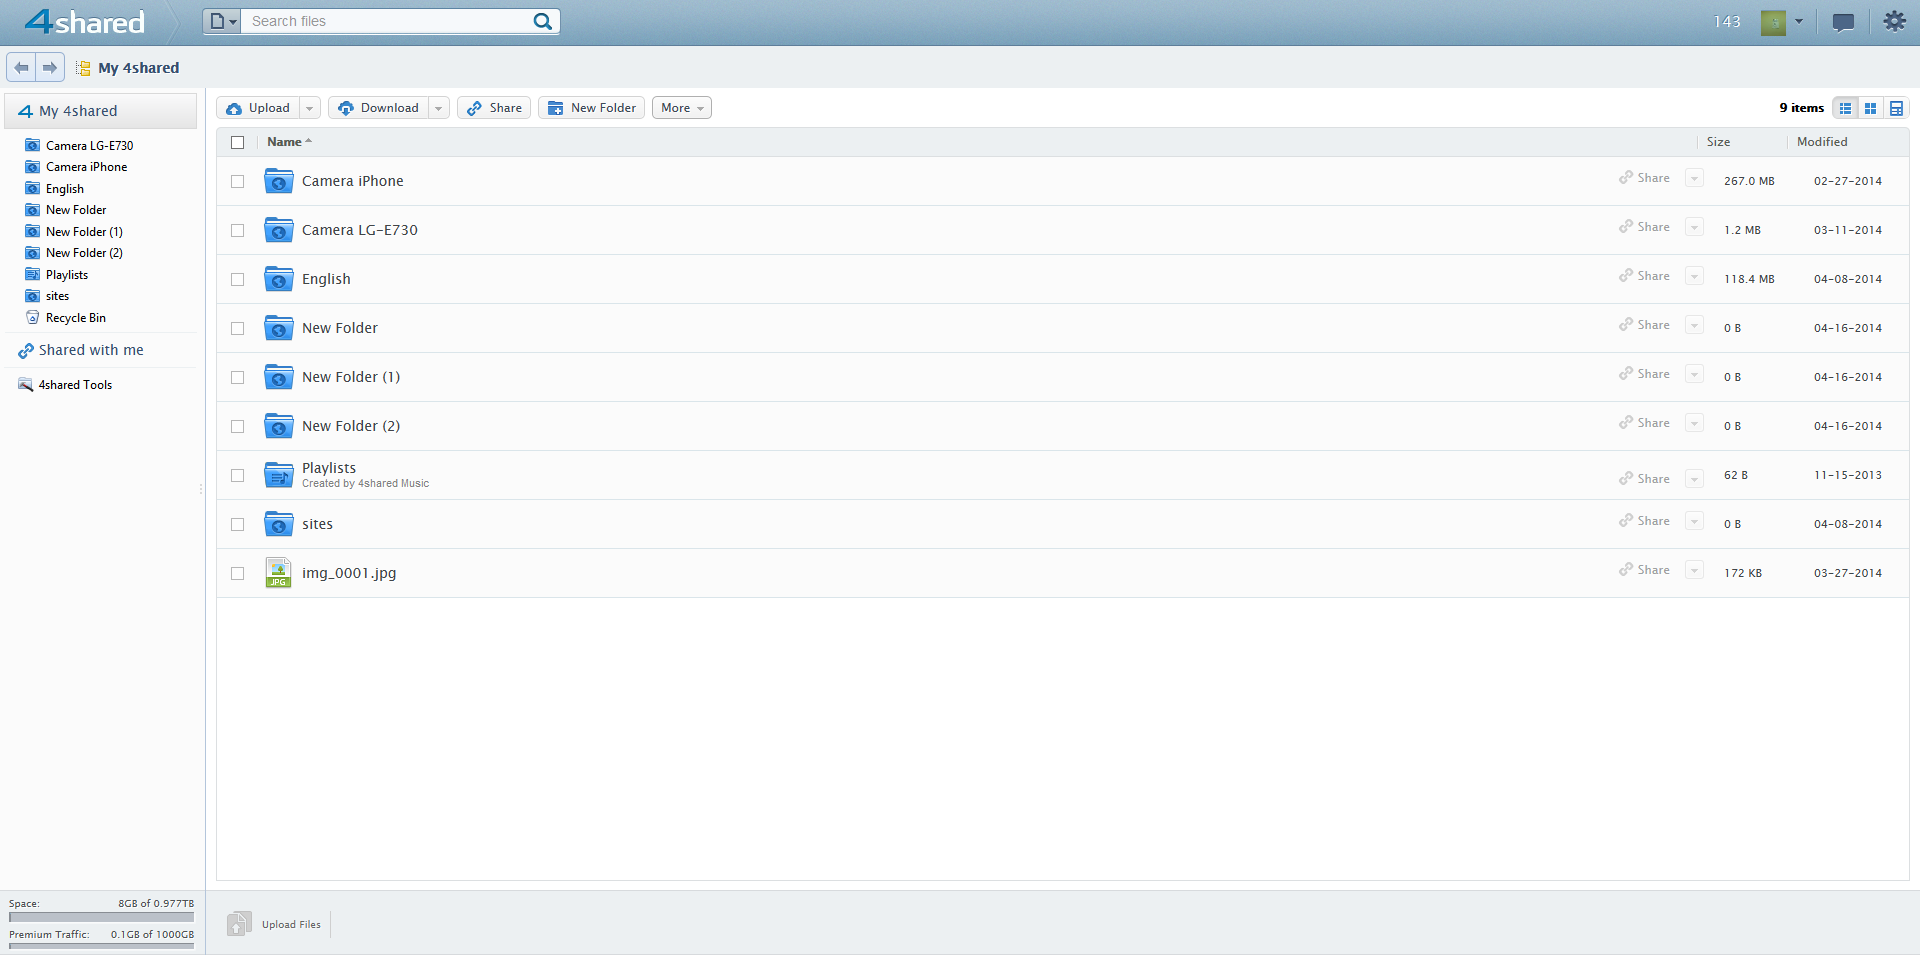 4shared
Search files
143
My 4shared
My 4shared
Camera LG-E730
Camera iPhone
English
New Folder
New Folder (1)
New Folder (2)
Playlists
sites
Recycle Bin
Shared with me
4shared Tools
Upload Download Share New Folder More 9 items
Name Size Modified
Camera iPhone Share 267.0 MB 02-27-2014
Camera LG-E730 Share 1.2 MB 03-11-2014
English Share 118.4 MB 04-08-2014
New Folder Share 0 B 04-16-2014
New Folder (1) Share 0 B 04-16-2014
New Folder (2) Share 0 B 04-16-2014
Playlists
Created by 4shared Music Share 62 B 11-15-2013
sites Share 0 B 04-08-2014
JPG img_0001.jpg Share 172 KB 03-27-2014
Space: 8GB of 0.977TB
Premium Traffic: 0.1GB of 1000GB
Upload Files